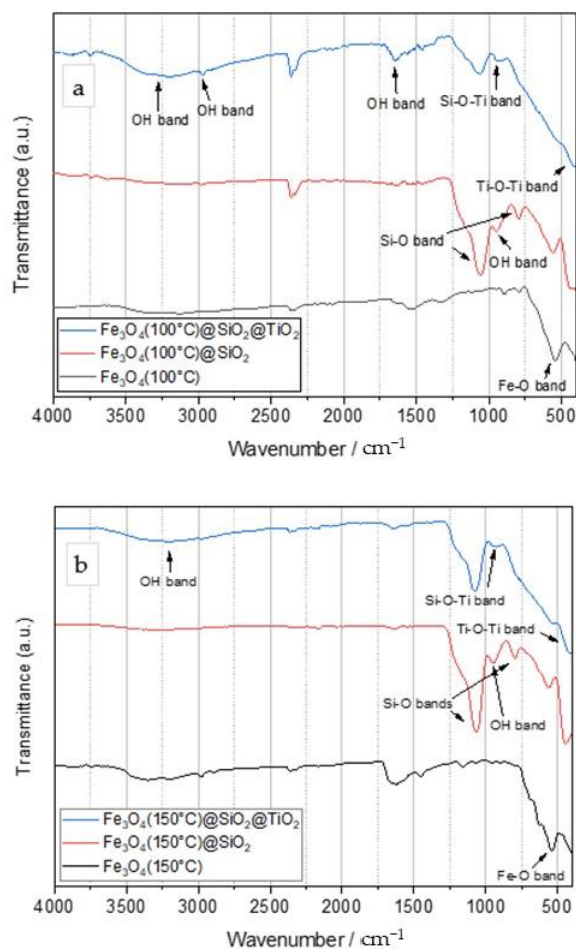 a
OH band
OH band
OH band
Si-O-Ti band
Ti-O-Ti band
Si-O band
OH band
Fe₃O₄(100°C)@SiO₂@TiO₂
Fe₃O₄(100°C)@SiO₂
Fe₃O₄(100°C)
Fe-O band
Transmittance (a.u.)
4000 3500 3000 2500 2000 1500 1000 500
Wavenumber / cm⁻¹
b
OH band
Si-O-Ti band
Ti-O-Ti band
Si-O bands
OH band
Fe₃O₄(150°C)@SiO₂@TiO₂
Fe₃O₄(150°C)@SiO₂
Fe₃O₄(150°C)
Fe-O band
Transmittance (a.u.)
4000 3500 3000 2500 2000 1500 1000 500
Wavenumber / cm⁻¹